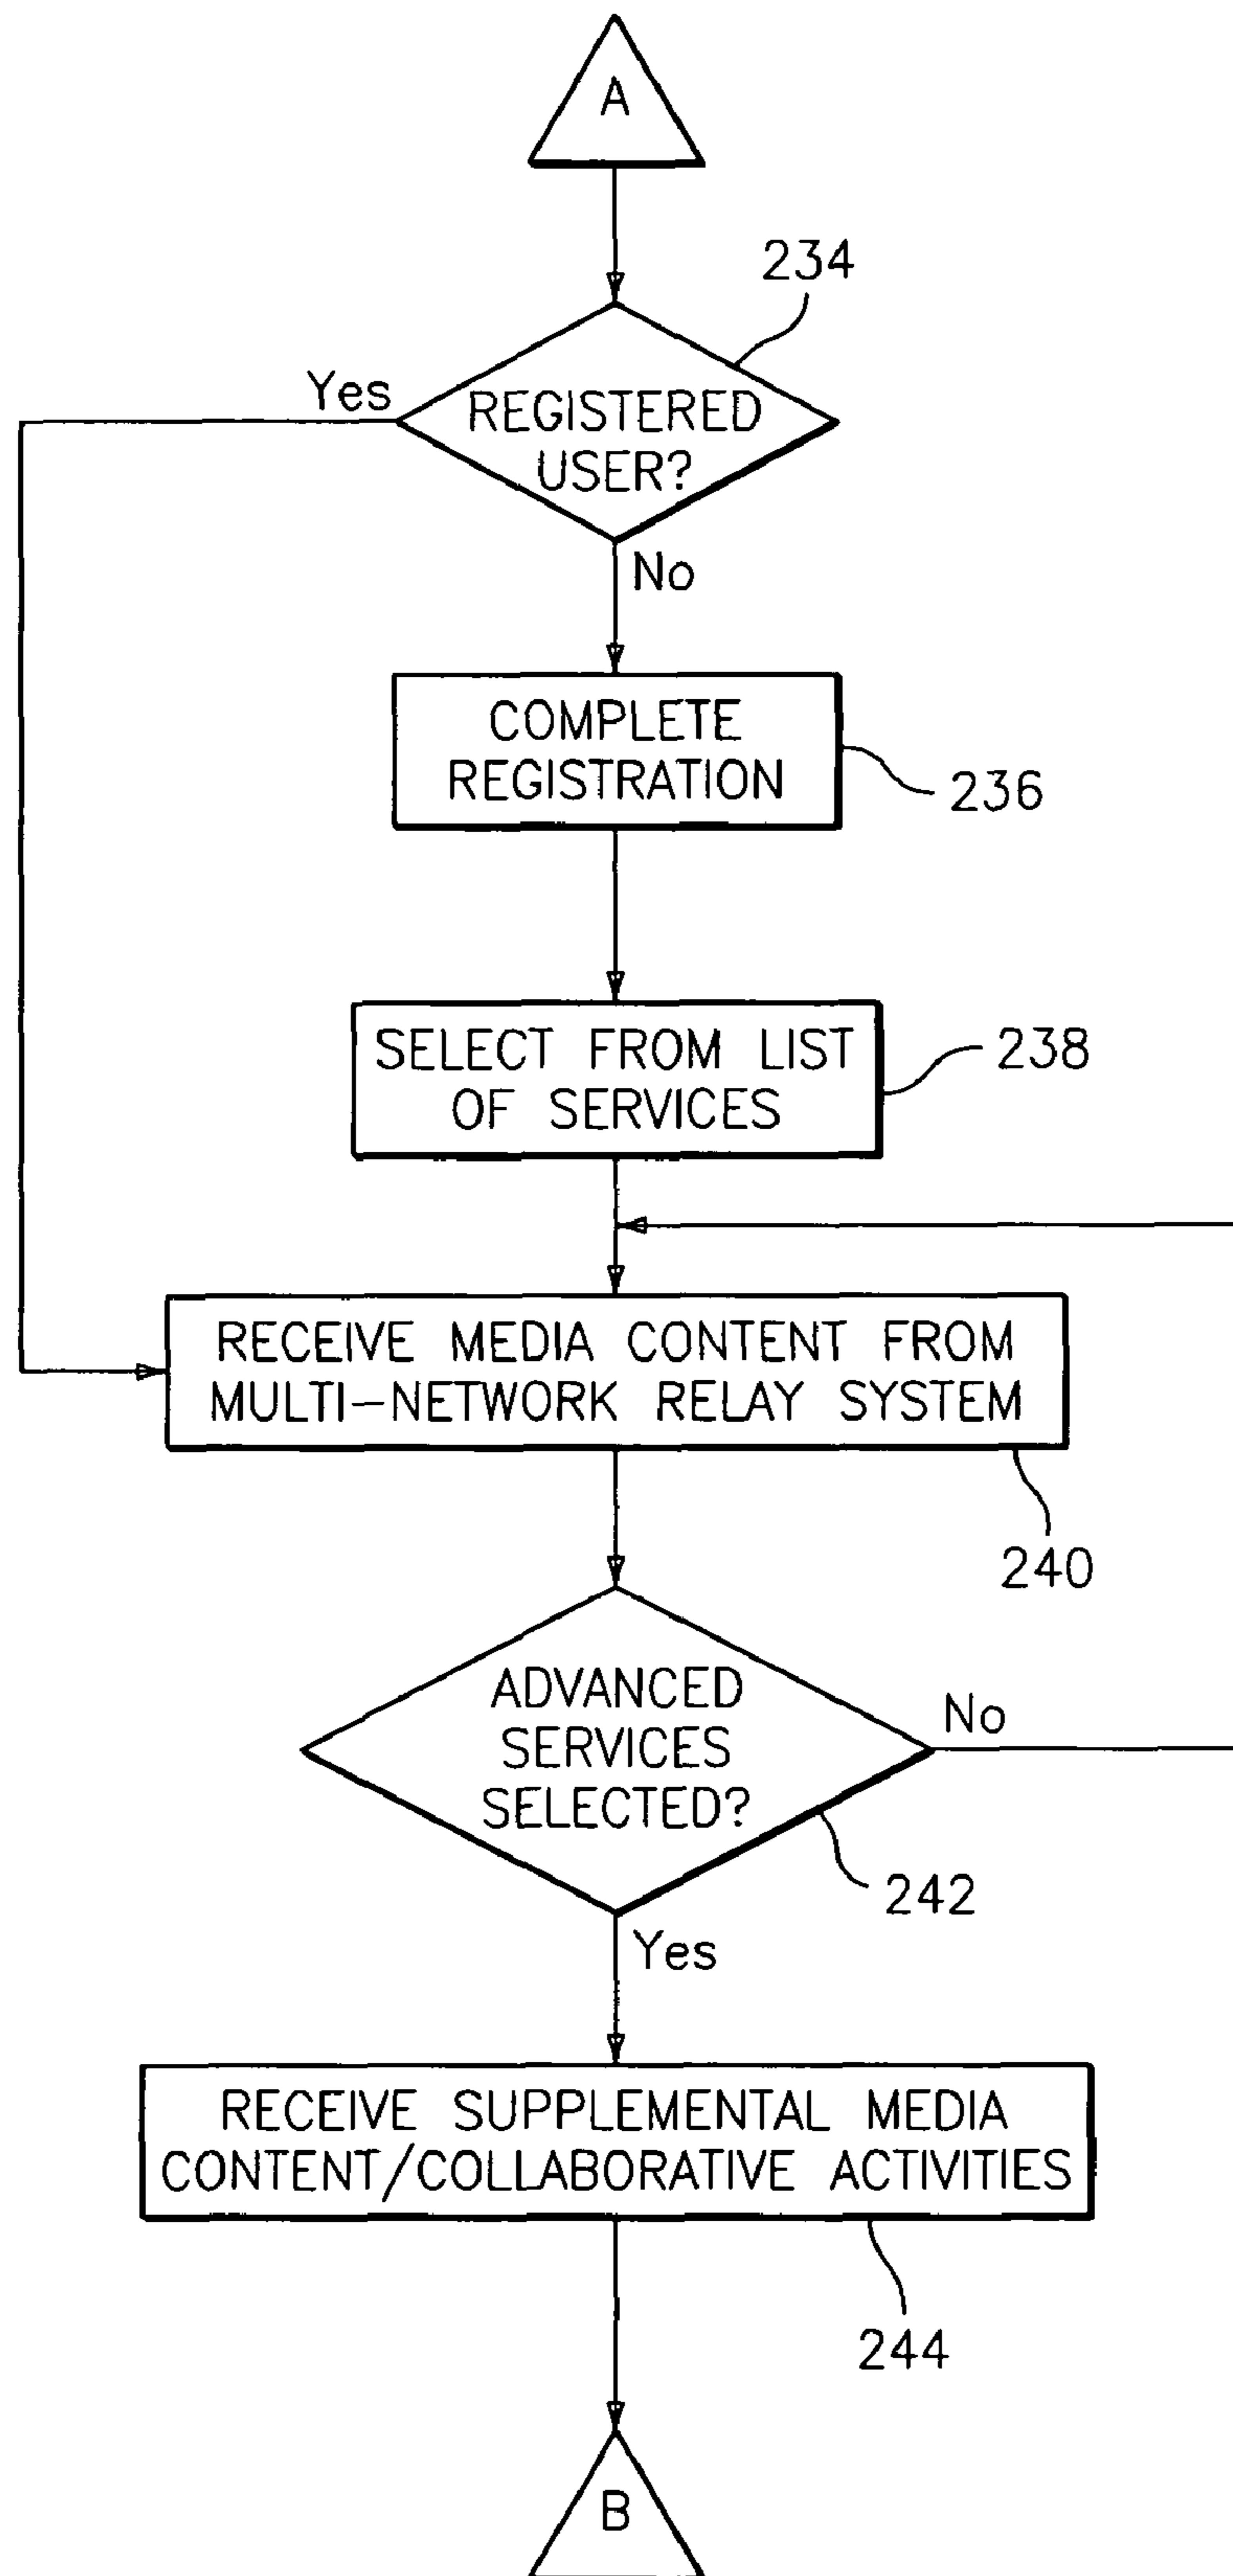 A
234
Yes
REGISTERED
USER?
No
COMPLETE
REGISTRATION
236
SELECT FROM LIST
OF SERVICES
238
RECEIVE MEDIA CONTENT FROM
MULTI-NETWORK RELAY SYSTEM
240
ADVANCED
SERVICES
SELECTED?
No
242
Yes
RECEIVE SUPPLEMENTAL MEDIA
CONTENT/COLLABORATIVE ACTIVITIES
244
B